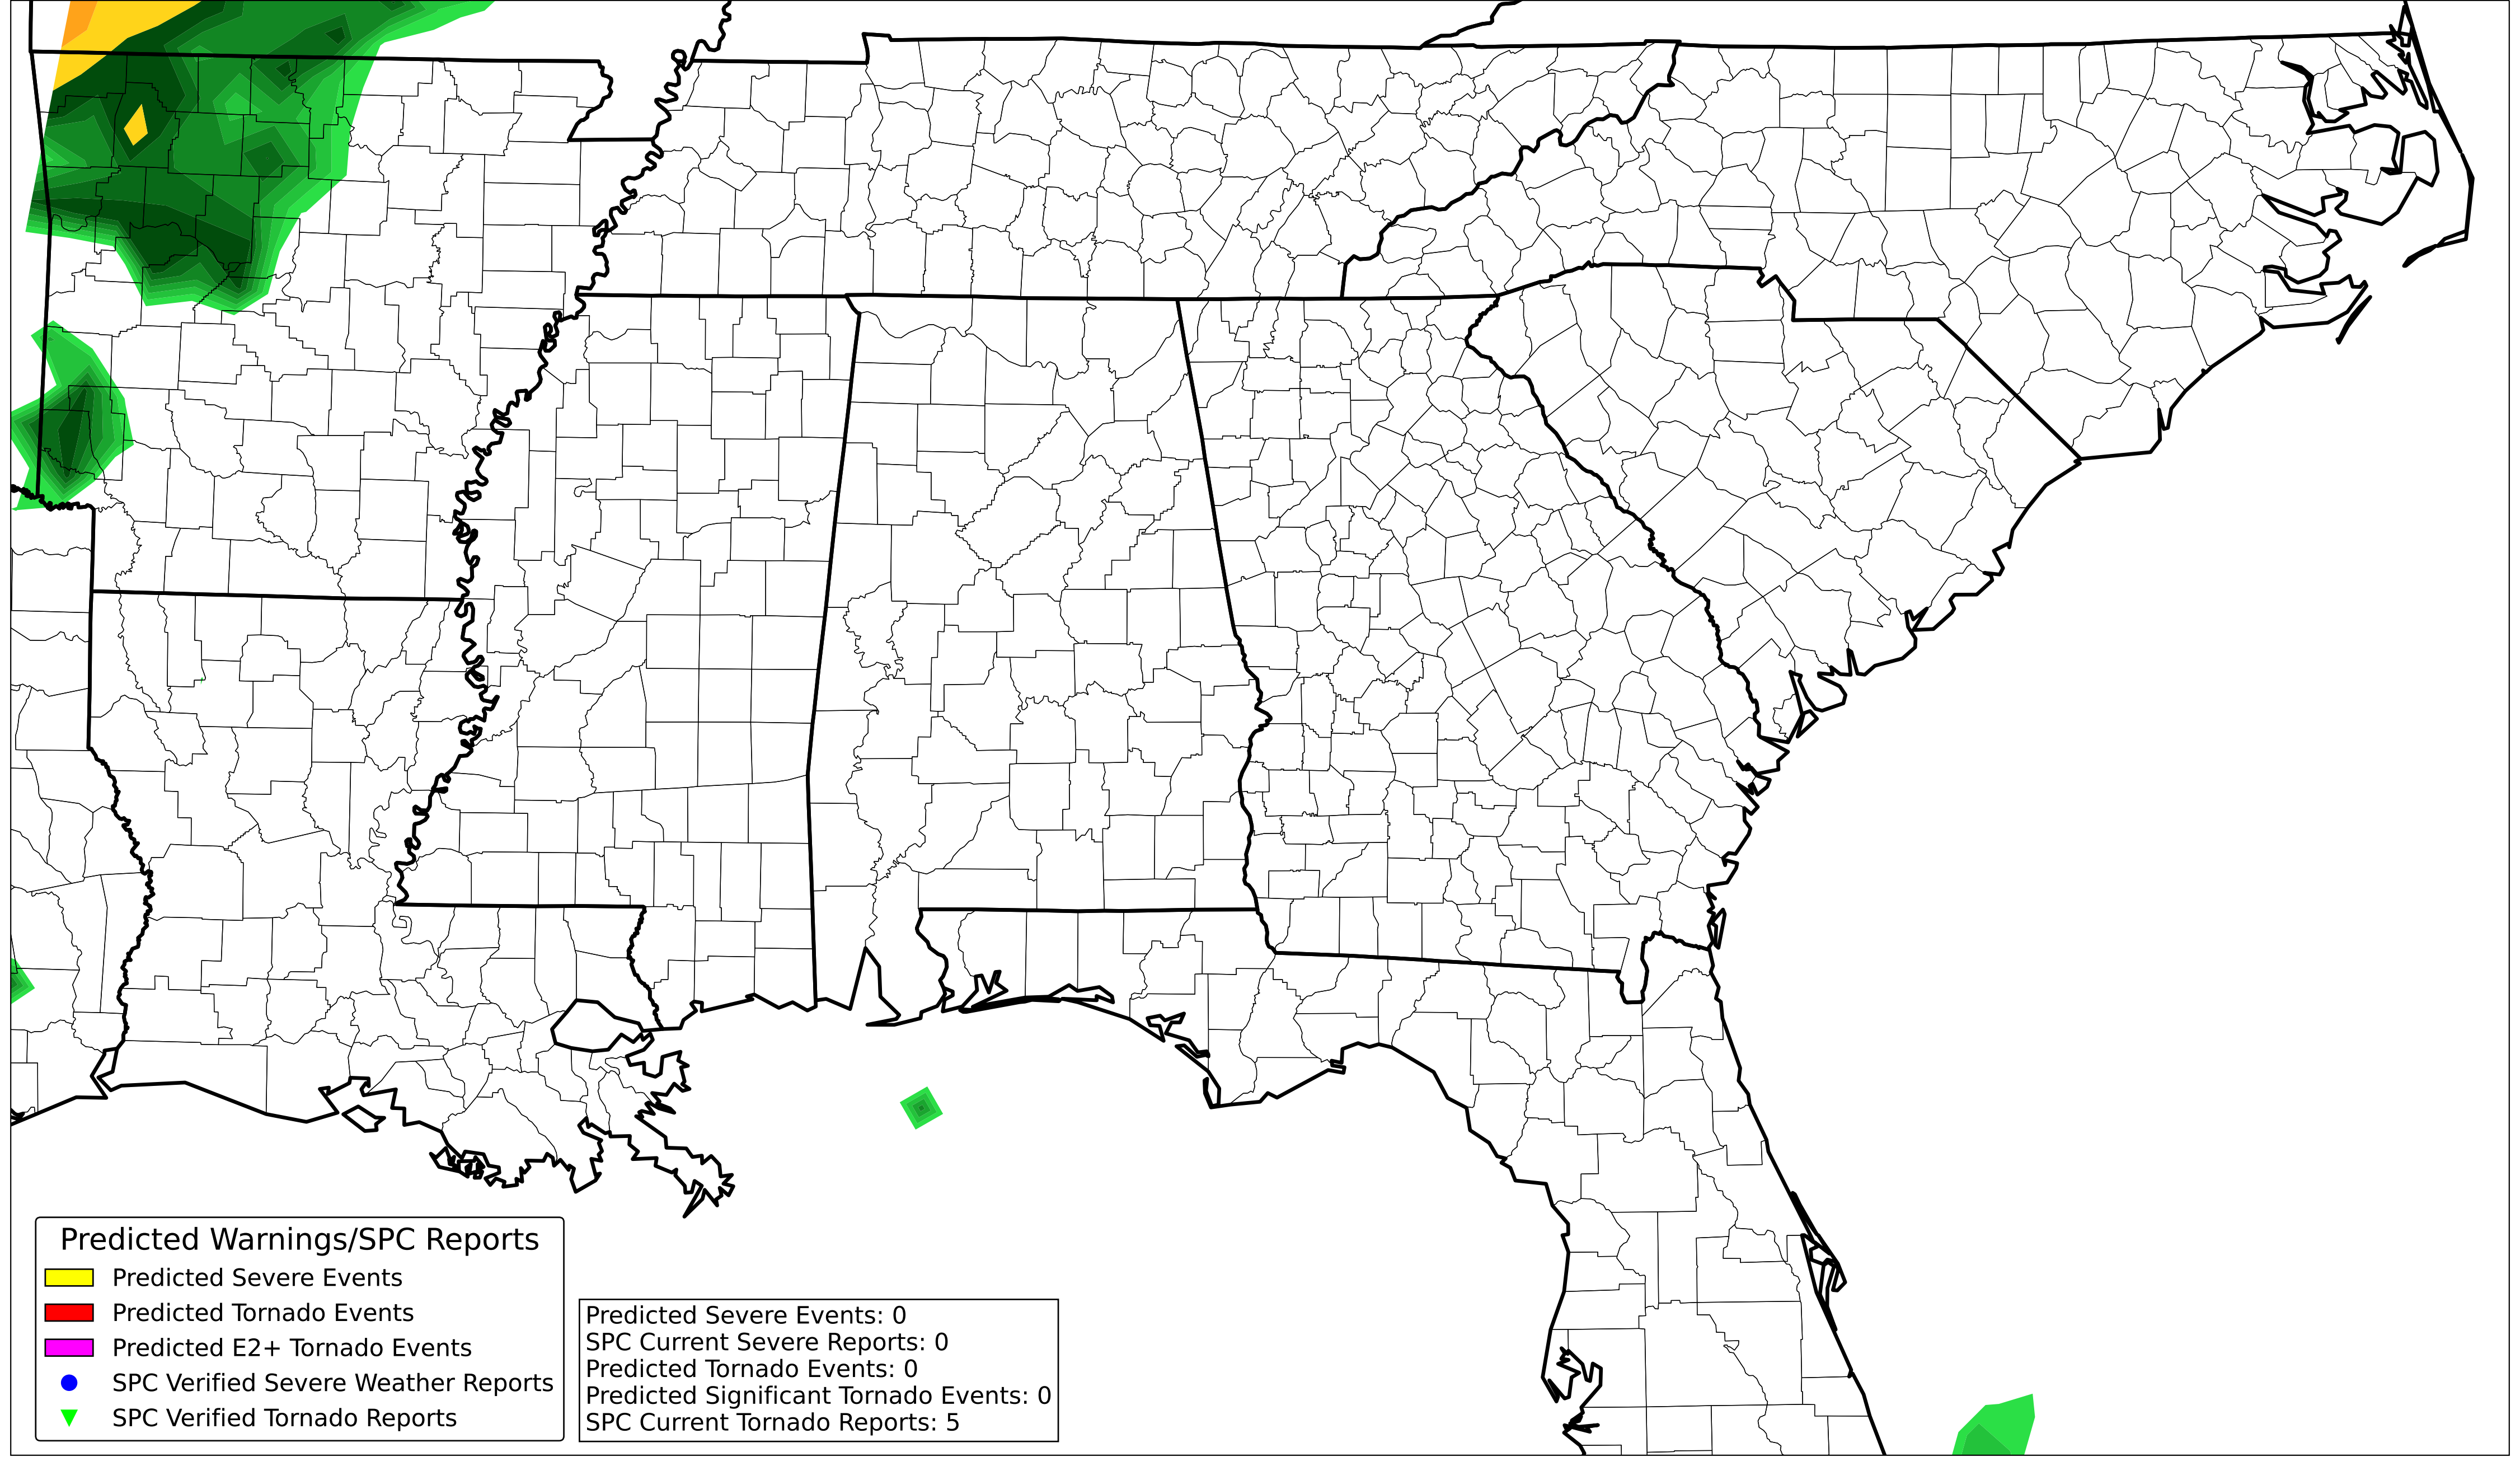 Predicted Warnings/SPC Reports
Predicted Severe Events
Predicted Tornado Events
Predicted E2+ Tornado Events
SPC Verified Severe Weather Reports
SPC Verified Tornado Reports
Predicted Severe Events: 0
SPC Current Severe Reports: 0
Predicted Tornado Events: 0
Predicted Significant Tornado Events: 0
SPC Current Tornado Reports: 5